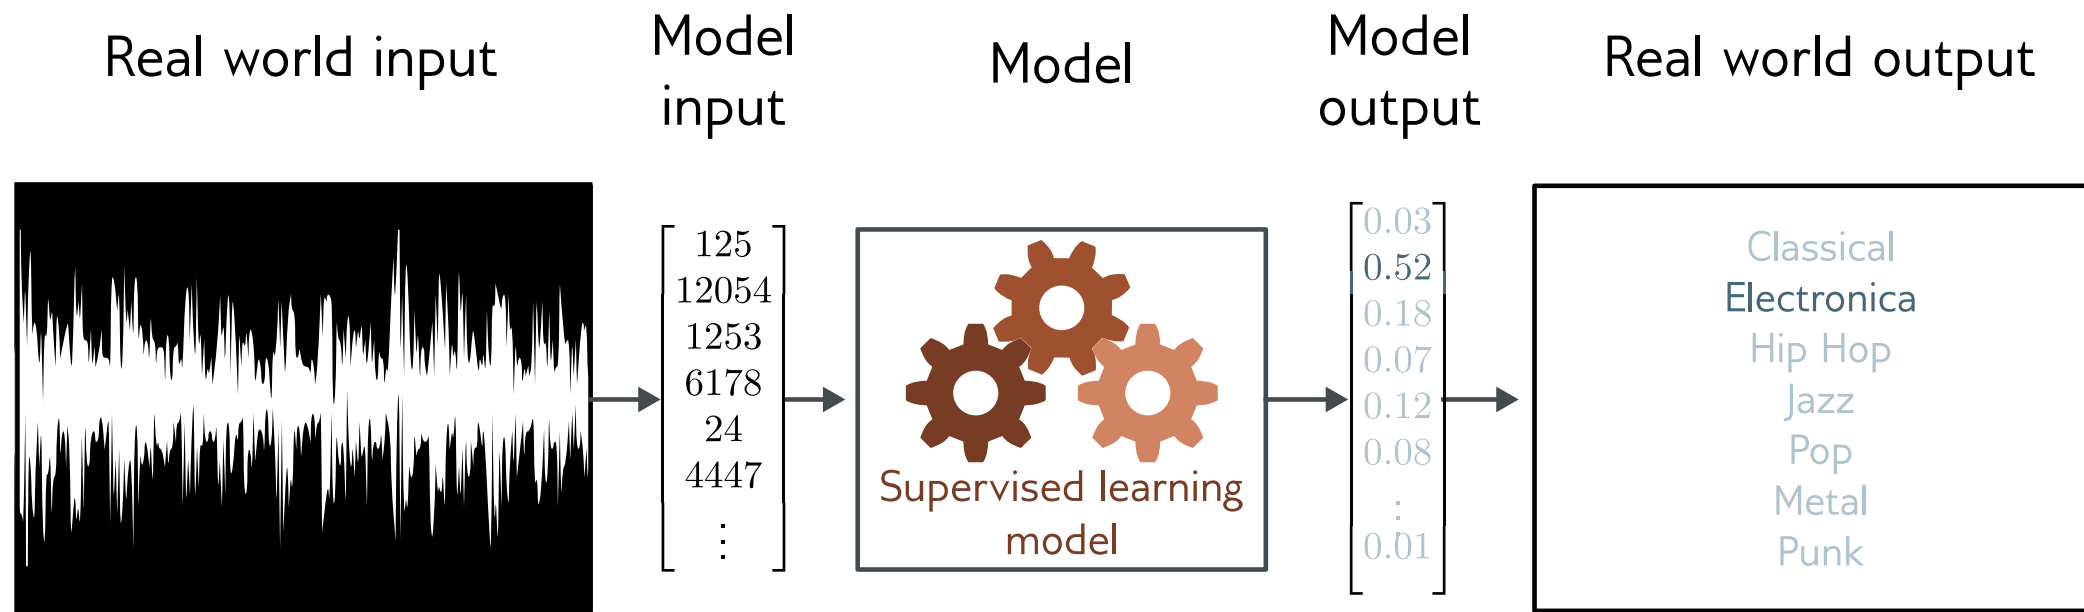 Real world input
Model
input
Model
Model
output
Real world output
125
12054
1253
6178
24
4447
⋮
Supervised learning
model
0.03
0.52
0.18
0.07
0.12
0.08
⋮
0.01
Classical
Electronica
Hip Hop
Jazz
Pop
Metal
Punk